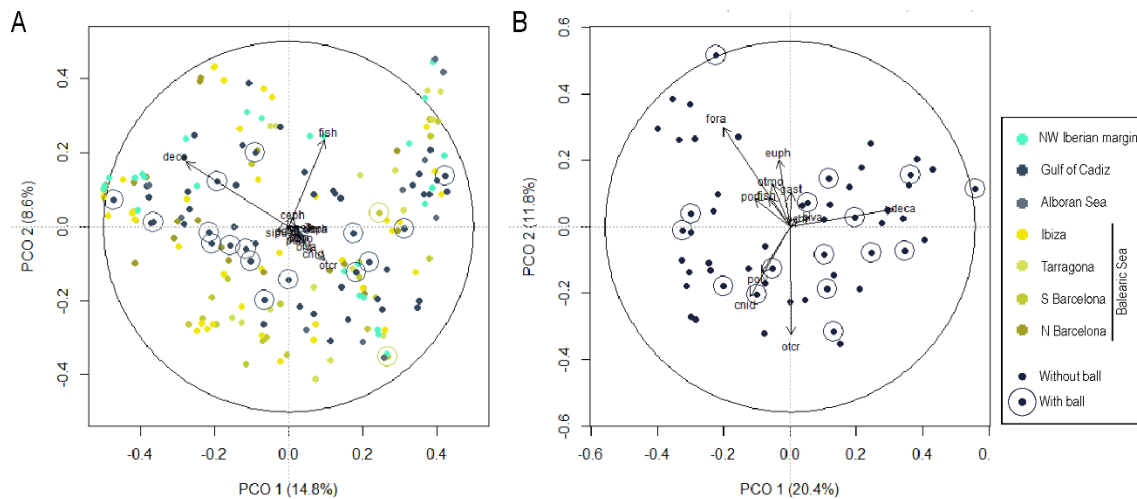 A
B
PCO 2 (8.6%)
0.4
0.2
0.0
-0.2
-0.4
fish
deca
ceph
otcr
cnid
-0.4
-0.2
0.0
0.2
0.4
PCO 1 (14.8%)
PCO 2 (11.8%)
0.6
0.4
0.2
0.0
-0.2
-0.4
-0.6
fora
euph
otmo
gast
fish
deca
biva
cnid
otcr
-0.6
-0.4
-0.2
0.0
0.2
0.4
0.
PCO 1 (20.4%)
NW Iberian margin
Gulf of Cadiz
Alboran Sea
Ibiza
Tarragona
S Barcelona
N Barcelona
Balearic Sea
Without ball
With ball